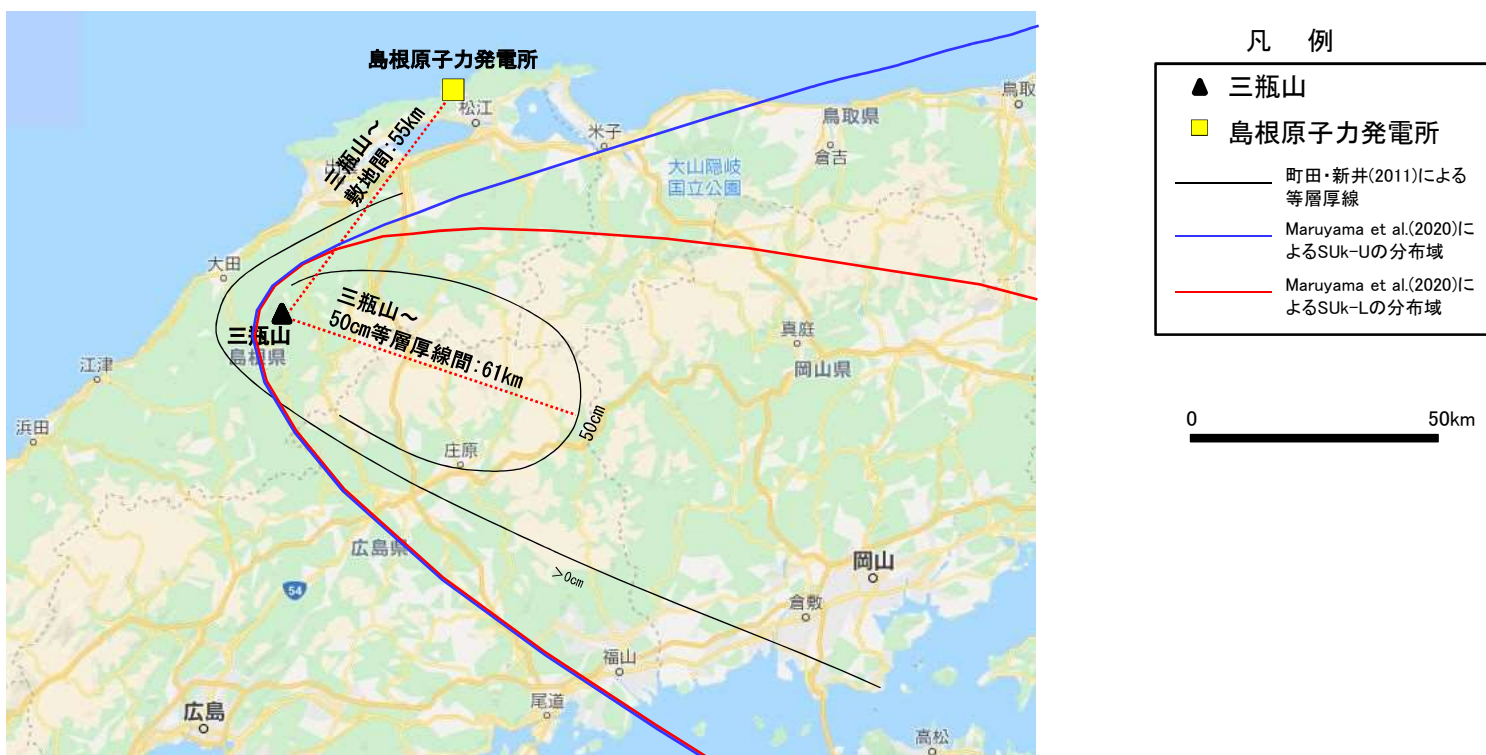 島根原子力発電所
松江
鳥取
鳥取県
米子
倉吉
三瓶山～
敷地間:55km
大山隠岐
国立公園
大田
三瓶山～
50cm等層厚線間:61km
三瓶山
島根県
真庭
岡山県
江津
50cm
浜田
庄原
広島県
岡山
>0cm
54
倉敷
福山
尾道
広島
高松
凡 例
三瓶山
島根原子力発電所
町田・新井(2011)による
等層厚線
Maruyama et al.(2020)に
よるSUk-Uの分布域
Maruyama et al.(2020)に
よるSUk-Lの分布域
0 50km